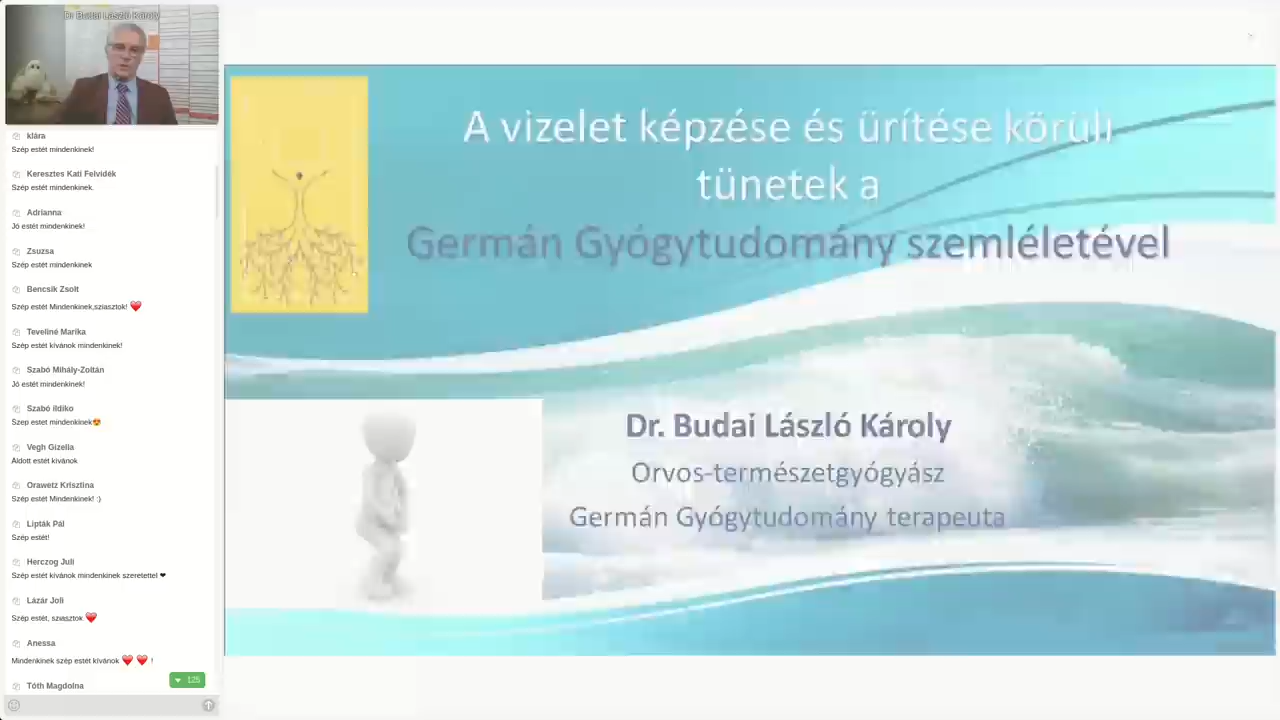 Dr Budai László Károly
klára
Szép estét mindenkinek!
Keresztes Kati Felvidék
Szép estét mindenkinek.
Adrianna
Jó estét mindenkinek!
Zsuzsa
Szép estét mindenkinek
Bencsik Zsolt
Szép estét Mindenkinek,sziasztok! ❤️
Teveliné Marika
Szép estét kívánok mindenkinek!
Szabó Mihály-Zoltán
Jó estét mindenkinek!
Szabó ildiko
Szep estet mindenkinek😍
Vegh Gizella
Áldott estét kívánok
Orawetz Krisztina
Szép estét Mindenkinek! :)
Lipták Pál
Szép estét!
Herczog Juli
Szép estét kívánok mindenkinek szeretettel ❤
Lázár Joli
Szép estét, sziasztok ❤️
Anessa
Mindenkinek szép estét kívánok ❤️ ❤️ !
Tóth Magdolna
125
A vizelet képzése és ürítése körüli
tünetek a
Germán Gyógytudomány szemléletével
Dr. Budai László Károly
Orvos-természetgyógyász
Germán Gyógytudomány terapeuta